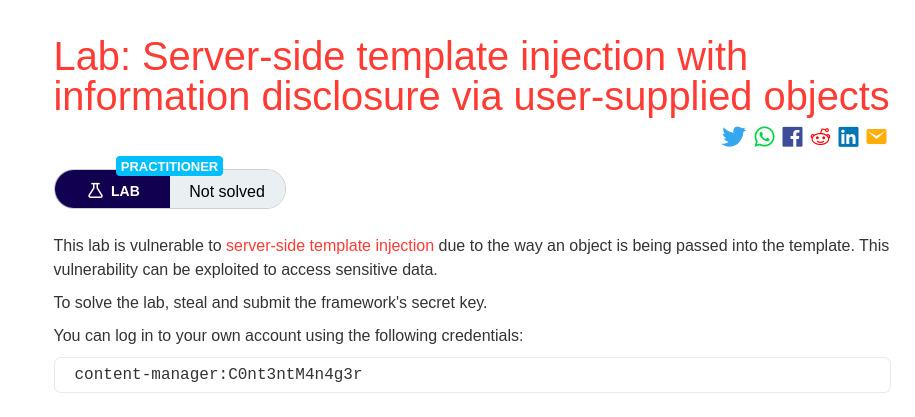 Lab: Server-side template injection with
information disclosure via user-supplied objects
PRACTITIONER
LAB
Not solved
This lab is vulnerable to server-side template injection due to the way an object is being passed into the template. This
vulnerability can be exploited to access sensitive data.
To solve the lab, steal and submit the framework's secret key.
You can log in to your own account using the following credentials:
content-manager:C0nt3ntM4n4g3r